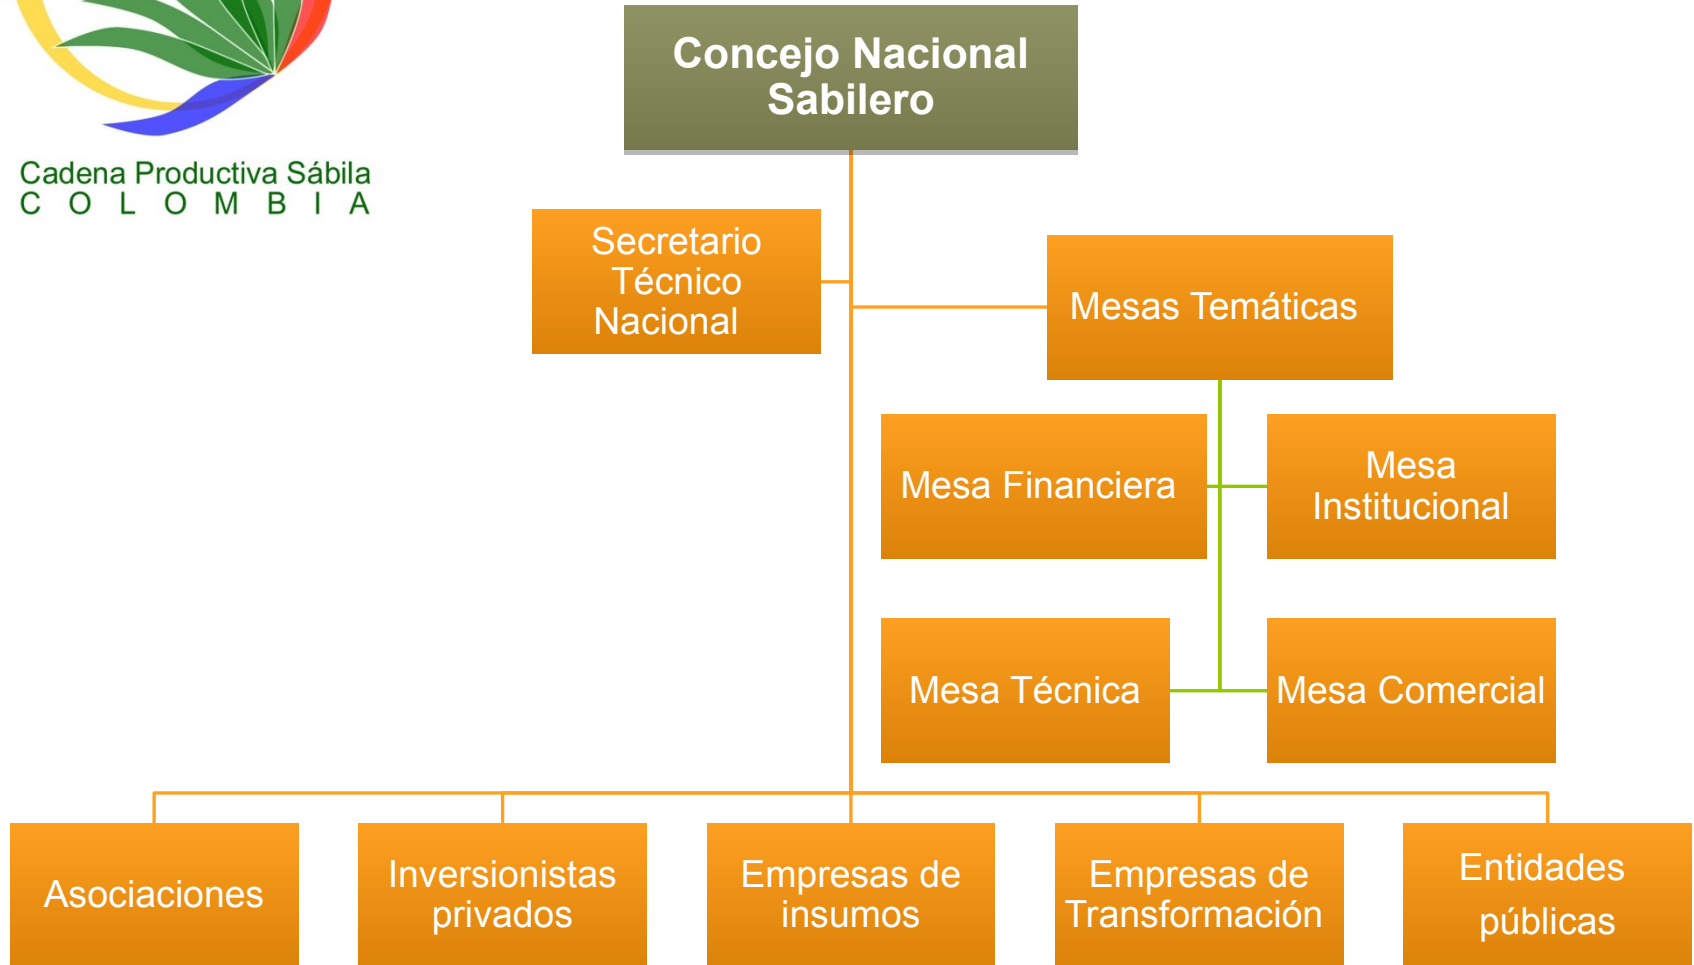 Concejo Nacional
Sabilero
Cadena Productiva Sábila
COLOMBIA
Secretario
Técnico
Nacional
Mesas Temáticas
Mesa Financiera
Mesa
Institucional
Mesa Técnica
Mesa Comercial
Asociaciones
Inversionistas
privados
Empresas de
insumos
Empresas de
Transformación
Entidades
públicas